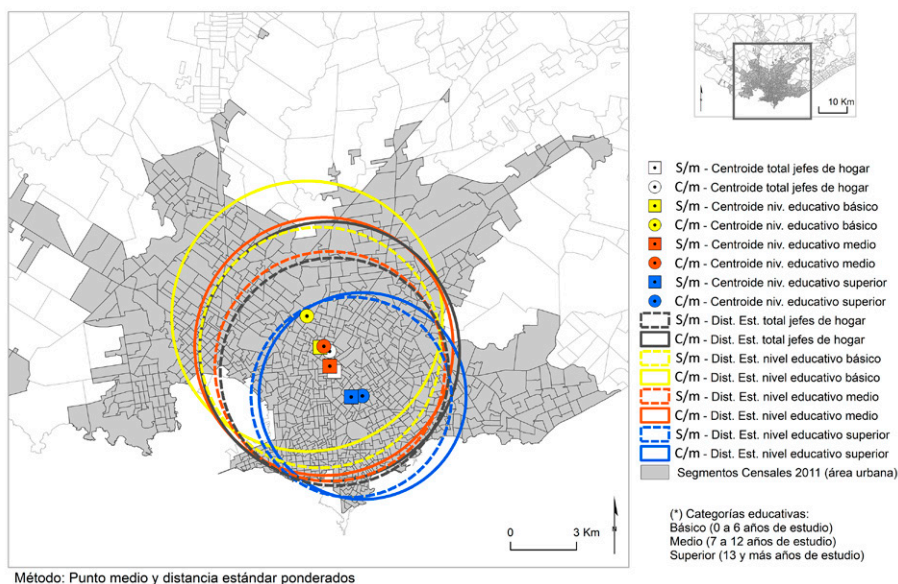 10 Km
S/m - Centroide total jefes de hogar
C/m - Centroide total jefes de hogar
S/m - Centroide niv. educativo básico
C/m - Centroide niv. educativo básico
S/m - Centroide niv. educativo medio
C/m - Centroide niv. educativo medio
S/m - Centroide niv. educativo superior
C/m - Centroide niv. educativo superior
S/m - Dist. Est. total jefes de hogar
C/m - Dist. Est. total jefes de hogar
S/m - Dist. Est. nivel educativo básico
C/m - Dist. Est. nivel educativo básico
S/m - Dist. Est. nivel educativo medio
C/m - Dist. Est. nivel educativo medio
S/m - Dist. Est. nivel educativo superior
C/m - Dist. Est. nivel educativo superior
Segmentos Censales 2011 (área urbana)
(*) Categorías educativas:
Básico (0 a 6 años de estudio)
Medio (7 a 12 años de estudio)
Superior (13 y más años de estudio)
0 3 Km
N
Método: Punto medio y distancia estándar ponderados